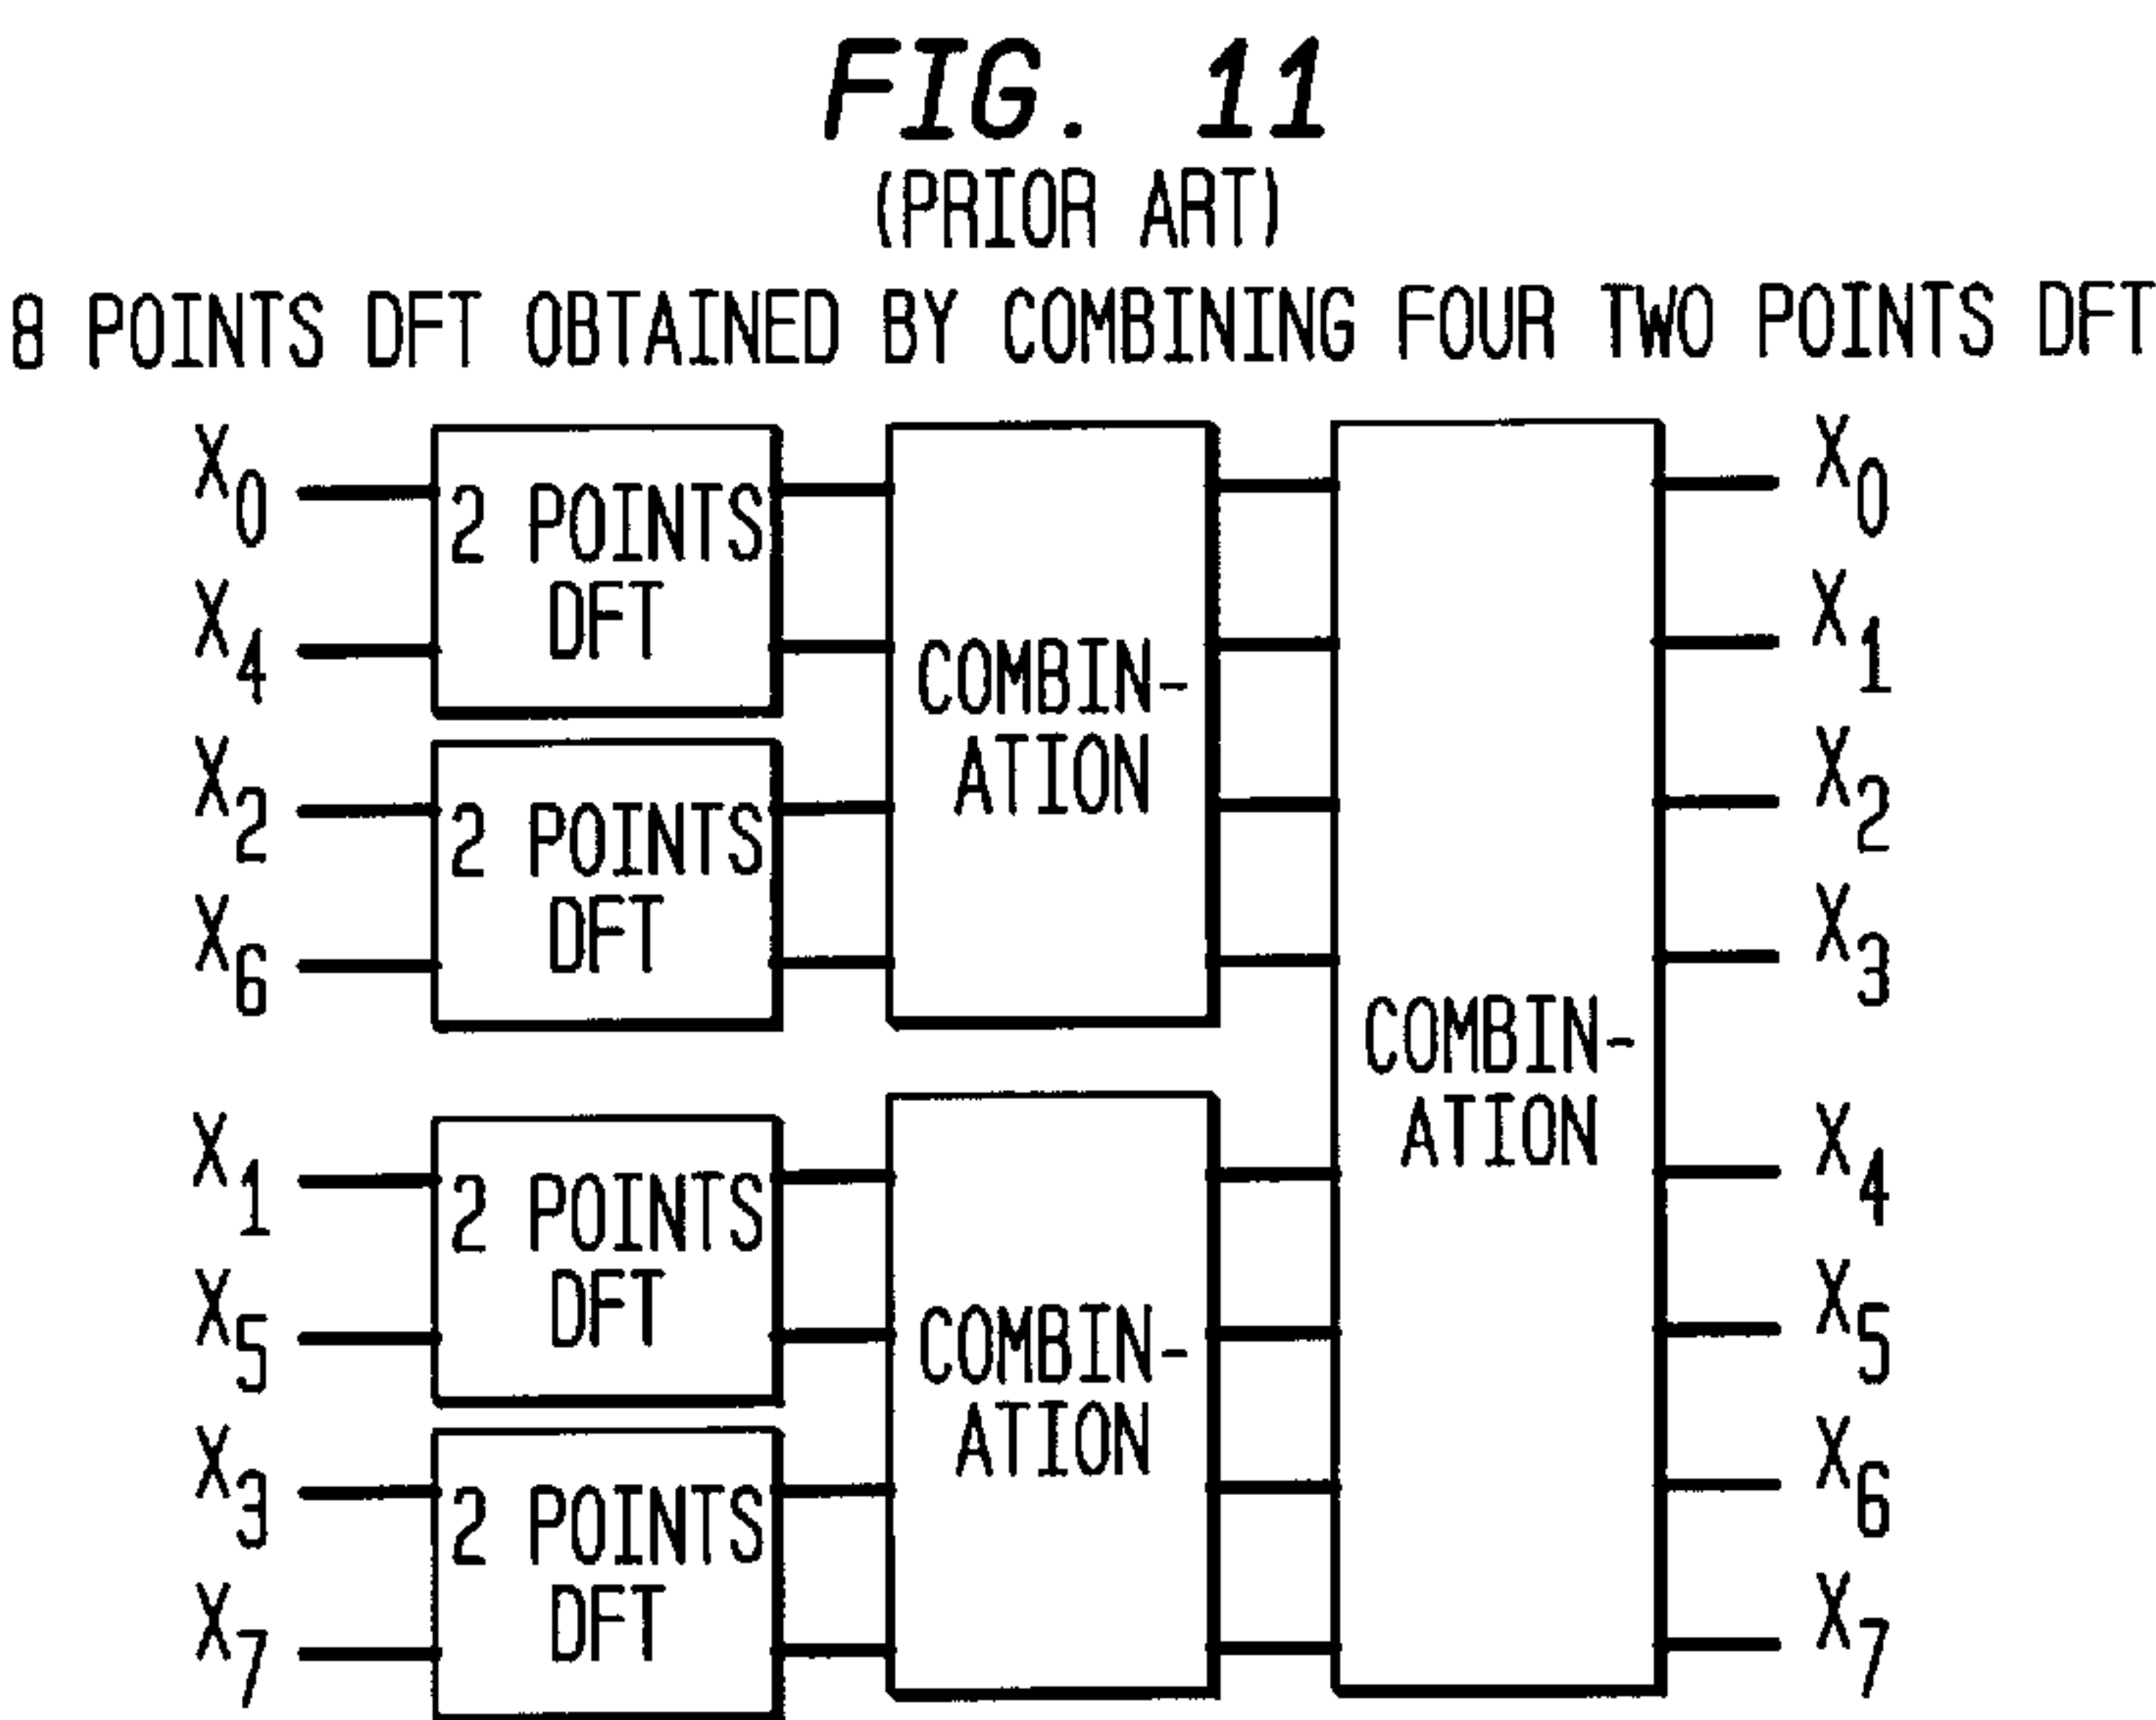 FIG. 11
(PRIOR ART)
8 POINTS DFT OBTAINED BY COMBINING FOUR TWO POINTS DFT
X0
X4
X2
X6
X1
X5
X3
X7
2 POINTS
DFT
2 POINTS
DFT
2 POINTS
DFT
2 POINTS
DFT
COMBIN-
ATION
COMBIN-
ATION
COMBIN-
ATION
X0
X1
X2
X3
X4
X5
X6
X7